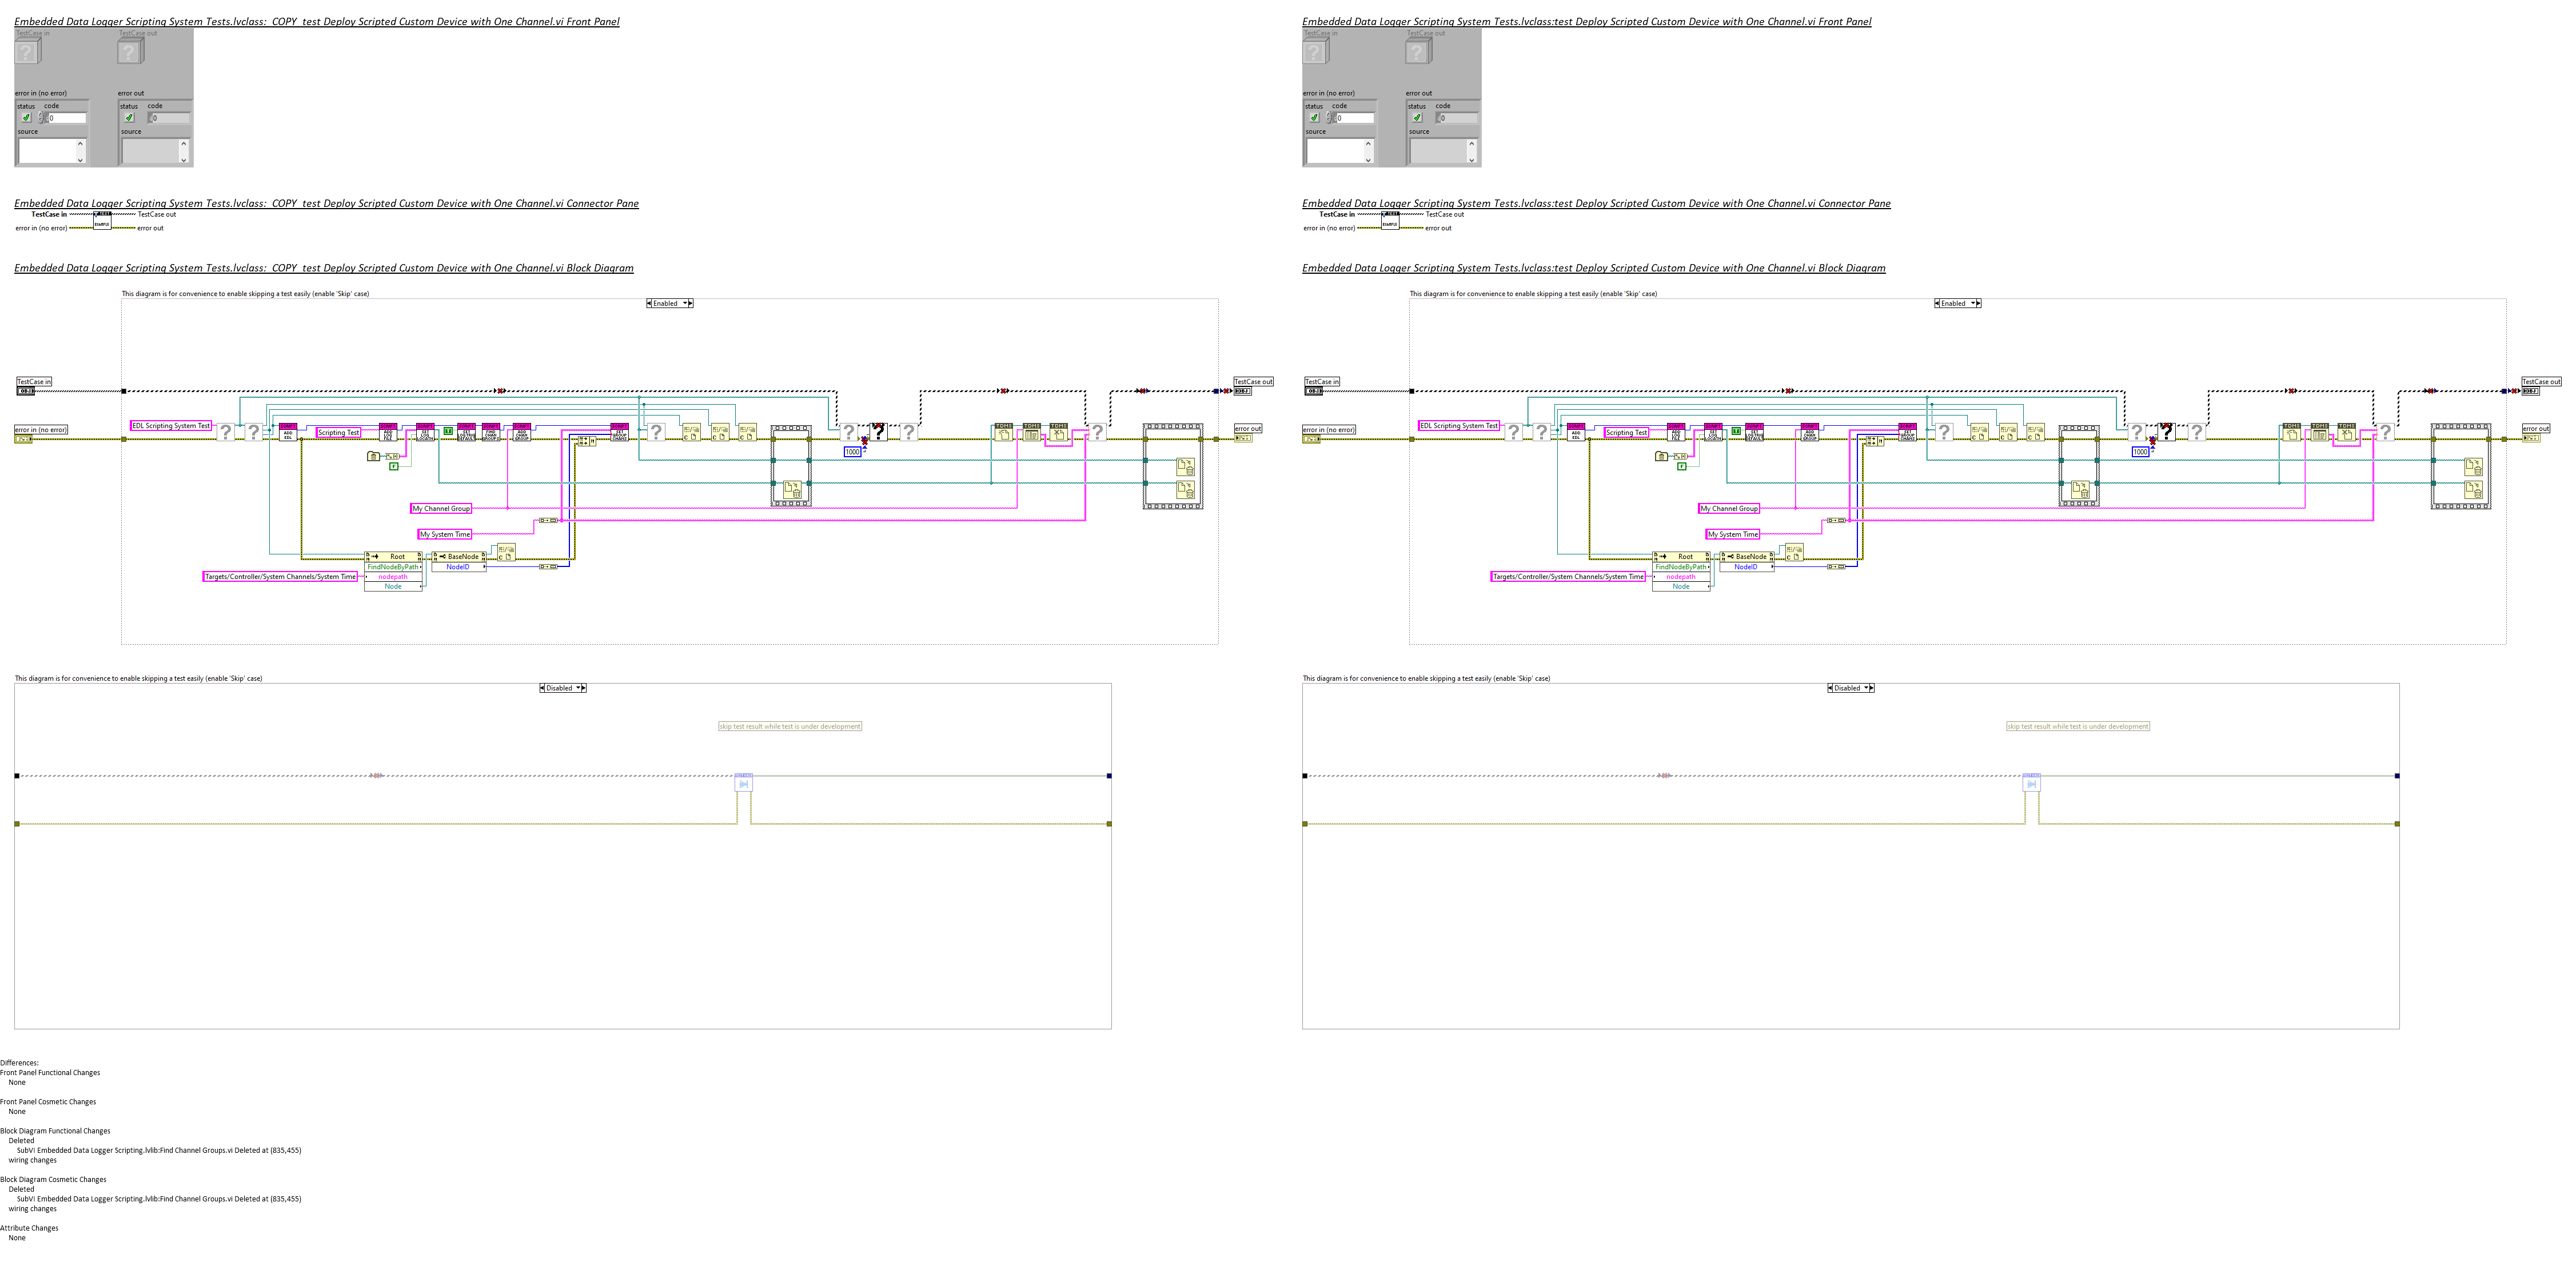 Embedded Data Logger Scripting System Tests.lvclass:_COPY_test Deploy Scripted Custom Device with One Channel.vi Front Panel
TestCase in
TestCase out
error in (no error)
error out
status code
status code
0
0
source
source
Embedded Data Logger Scripting System Tests.lvclass:_COPY_test Deploy Scripted Custom Device with One Channel.vi Connector Pane
TestCase in
TestCase out
error in (no error)
error out
Embedded Data Logger Scripting System Tests.lvclass:_COPY_test Deploy Scripted Custom Device with One Channel.vi Block Diagram
This diagram is for convenience to enable skipping a test easily (enable 'Skip' case)
Enabled
TestCase in
TestCase out
EDL Scripting System Test
Scripting Test
error in (no error)
error out
1000
My Channel Group
My System Time
Root
BaseNode
FindNodeByPath
NodeID
Targets/Controller/System Channels/System Time
nodepath
Node
This diagram is for convenience to enable skipping a test easily (enable 'Skip' case)
Disabled
skip test result while test is under development
Embedded Data Logger Scripting System Tests.lvclass:test Deploy Scripted Custom Device with One Channel.vi Front Panel
TestCase in
TestCase out
error in (no error)
error out
status code
status code
0
0
source
source
Embedded Data Logger Scripting System Tests.lvclass:test Deploy Scripted Custom Device with One Channel.vi Connector Pane
TestCase in
TestCase out
error in (no error)
error out
Embedded Data Logger Scripting System Tests.lvclass:test Deploy Scripted Custom Device with One Channel.vi Block Diagram
This diagram is for convenience to enable skipping a test easily (enable 'Skip' case)
Enabled
TestCase in
TestCase out
EDL Scripting System Test
Scripting Test
error in (no error)
error out
1000
My Channel Group
My System Time
Root
BaseNode
FindNodeByPath
NodeID
Targets/Controller/System Channels/System Time
nodepath
Node
This diagram is for convenience to enable skipping a test easily (enable 'Skip' case)
Disabled
skip test result while test is under development
Differences:
Front Panel Functional Changes
None
Front Panel Cosmetic Changes
None
Block Diagram Functional Changes
Deleted
SubVI Embedded Data Logger Scripting.lvlib:Find Channel Groups.vi Deleted at (835,455)
wiring changes
Block Diagram Cosmetic Changes
Deleted
SubVI Embedded Data Logger Scripting.lvlib:Find Channel Groups.vi Deleted at (835,455)
wiring changes
Attribute Changes
None